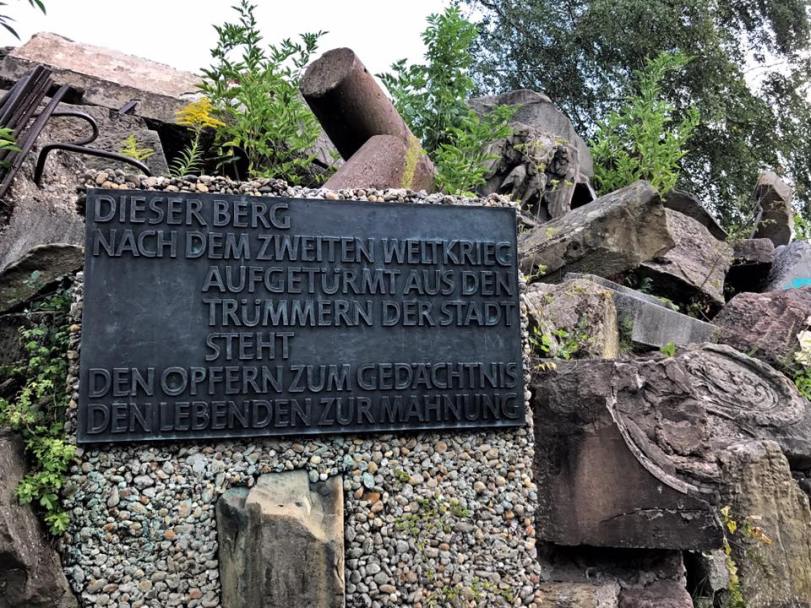 DIESER BERG
NACH DEM ZWEITEN WELTKRIEG
AUFGETÜRMT AUS DEN
TRÜMMERN DER STADT
STEHT
DEN OPFERN ZUM GEDÄCHTNIS
DEN LEBENDEN ZUR MAHNUNG